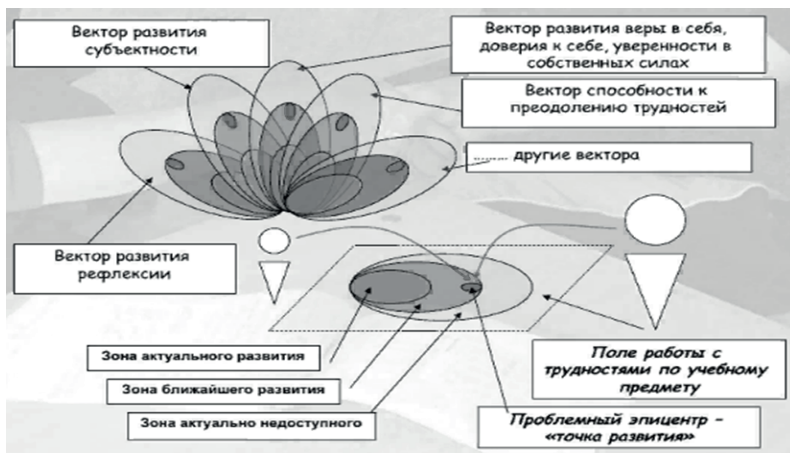 Вектор развития
субъектности
Вектор развития веры в себя,
доверия к себе, уверенности в
собственных силах
Вектор способности к
преодолению трудностей
........ другие вектора
Вектор развития
рефлексии
Зона актуального развития
Зона ближайшего развития
Зона актуально недоступного
Поле работы с
трудностями по учебному
предмету
Проблемный эпицентр –
«точка развития»